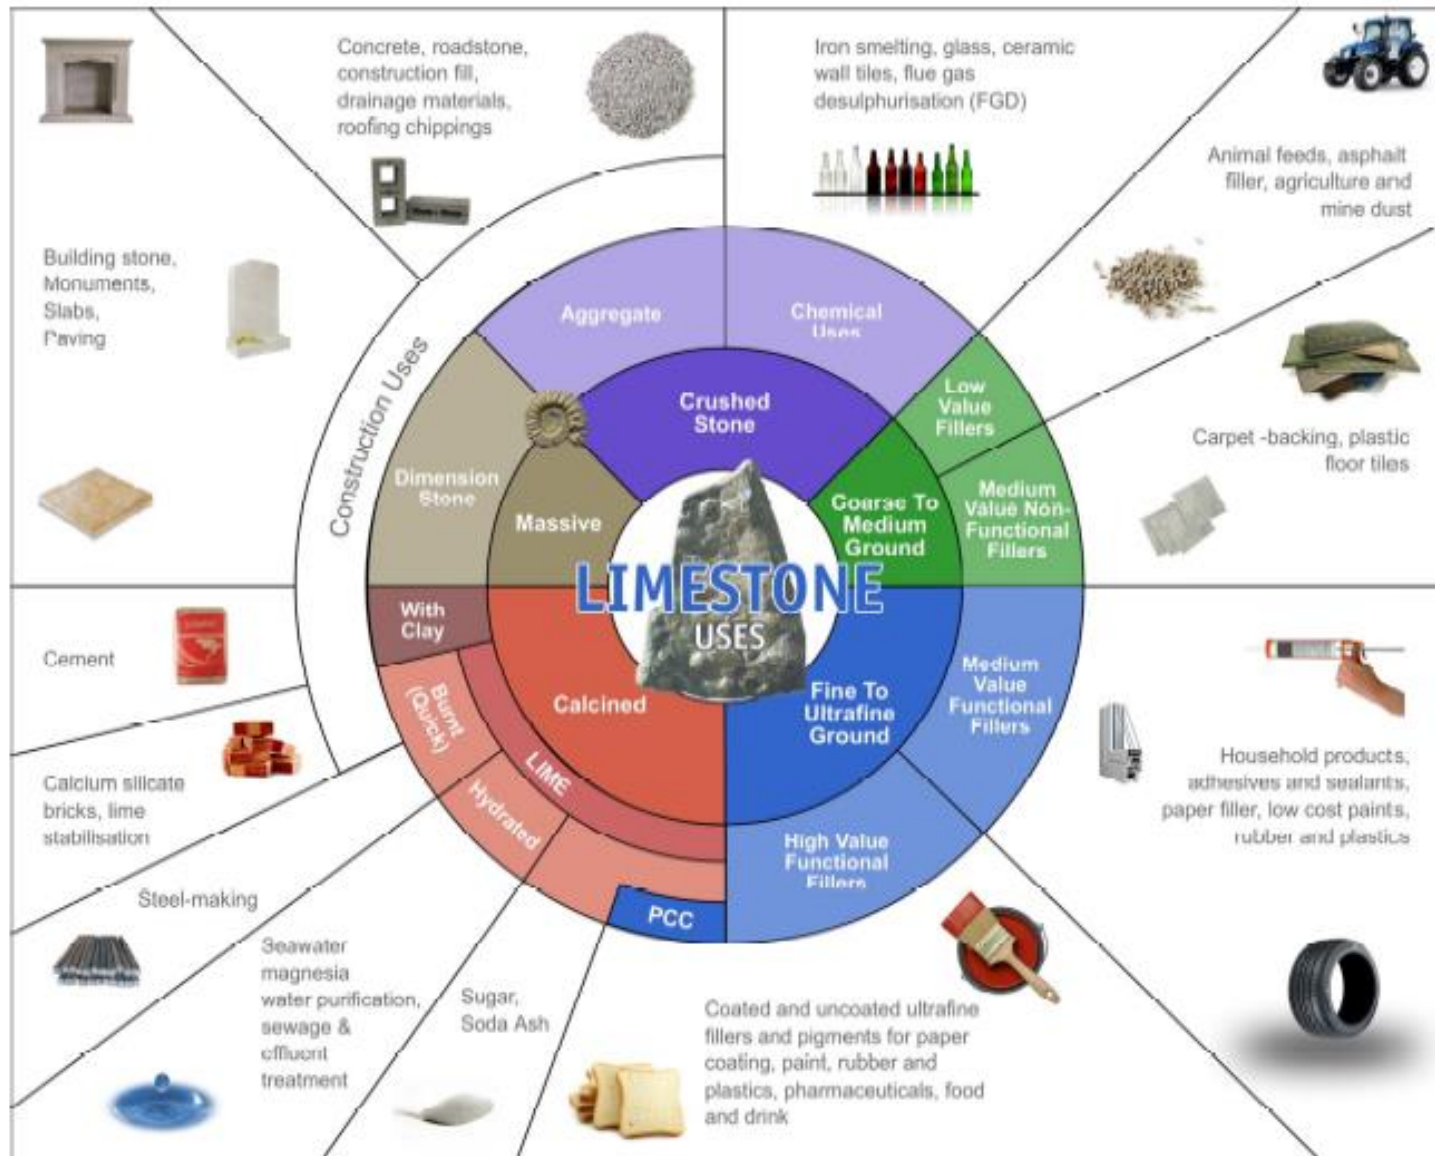 Concrete, roadstone,
construction fill,
drainage materials,
roofing chippings
Iron smelting, glass, ceramic
wall tiles, flue gas
desulphurisation (FGD)
Animal feeds, asphalt
filler, agriculture and
mine dust
Building stone,
Monuments,
Slabs,
Paving
Construction Uses
Aggregate
Chemical
Uses
Crushed
Stone
Low
Value
Fillers
Carpet -backing, plastic
floor tiles
Dimension
Stone
Massive
Coarse To
Medium
Ground
Medium
Value Non-
Functional
Fillers
LIMESTONE
USES
With
Clay
Cement
Calcined
Fine To
Ultrafine
Ground
Medium
Value
Functional
Fillers
Burnt
(Quick)
LIME
Hydrated
High Value
Functional
Fillers
PCC
Household products,
adhesives and sealants,
paper filler, low cost paints,
rubber and plastics
Calcium silicate
bricks, lime
stabilisation
Steel-making
Seawater
magnesia
water purification,
sewage &
effluent
treatment
Sugar,
Soda Ash
Coated and uncoated ultrafine
fillers and pigments for paper
coating, paint, rubber and
plastics, pharmaceuticals, food
and drink